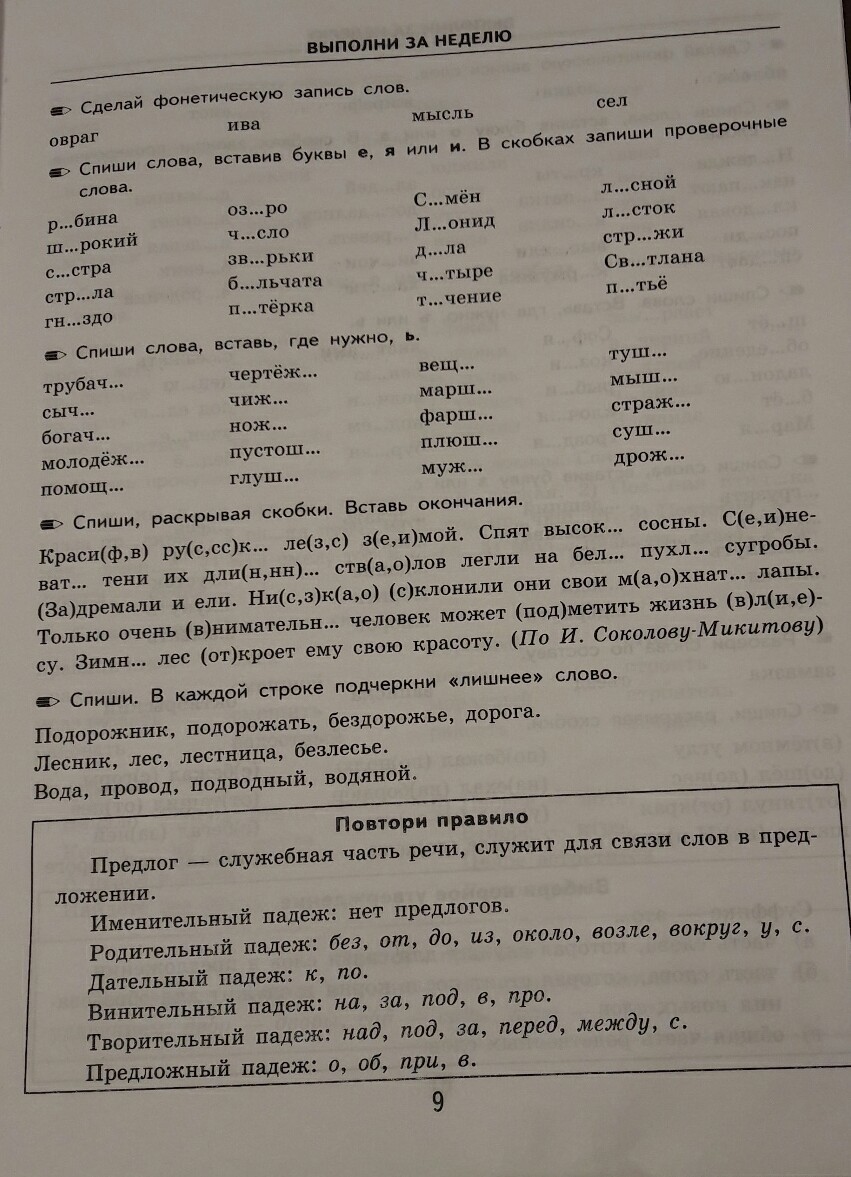 ВЫПОЛНИ ЗА НЕДЕЛЮ
Сделай фонетическую запись слов.
овраг ива мысль сел
Спиши слова, вставив буквы е, я или и. В скобках запиши проверочные
слова.
р...бина оз...ро С...мён л...сной
ш...рокий ч...сло Л...онид л...сток
с...стра зв...рьки д...ла стр...жи
стр...ла б...льчата ч...тыре Св...тлана
гн...здо п...тёрка т...чение п...тьё
Спиши слова, вставь, где нужно, ь.
трубач... чертёж... вещ... туш...
сыч... чиж... марш... мыш...
богач... нож... фарш... страж...
молодёж... пустош... плюш... суш...
помощ... глуш... муж... дрож...
Спиши, раскрывая скобки. Вставь окончания.
Краси(ф,в) ру(с,сс)к... ле(з,с) з(е,и)мой. Спят высок... сосны. С(е,и)не-
ват... тени их дли(н,нн)... ств(а,о)лов легли на бел... пухл... сугробы.
(За)дремали и ели. Ни(с,з)к(а,о) (с)клонили они свои м(а,о)хнат... лапы.
Только очень (в)нимательн... человек может (под)метить жизнь (в)л(и,е)-
су. Зимн... лес (от)кроет ему свою красоту. (По И. Соколову-Микитову)
Спиши. В каждой строке подчеркни «лишнее» слово.
Подорожник, подорожать, бездорожье, дорога.
Лесник, лес, лестница, безлесье.
Вода, провод, подводный, водяной.
Повтори правило
Предлог — служебная часть речи, служит для связи слов в пред-
ложении.
Именительный падеж: нет предлогов.
Родительный падеж: без, от, до, из, около, возле, вокруг, у, с.
Дательный падеж: к, по.
Винительный падеж: на, за, под, в, про.
Творительный падеж: над, под, за, перед, между, с.
Предложный падеж: о, об, при, в.
9